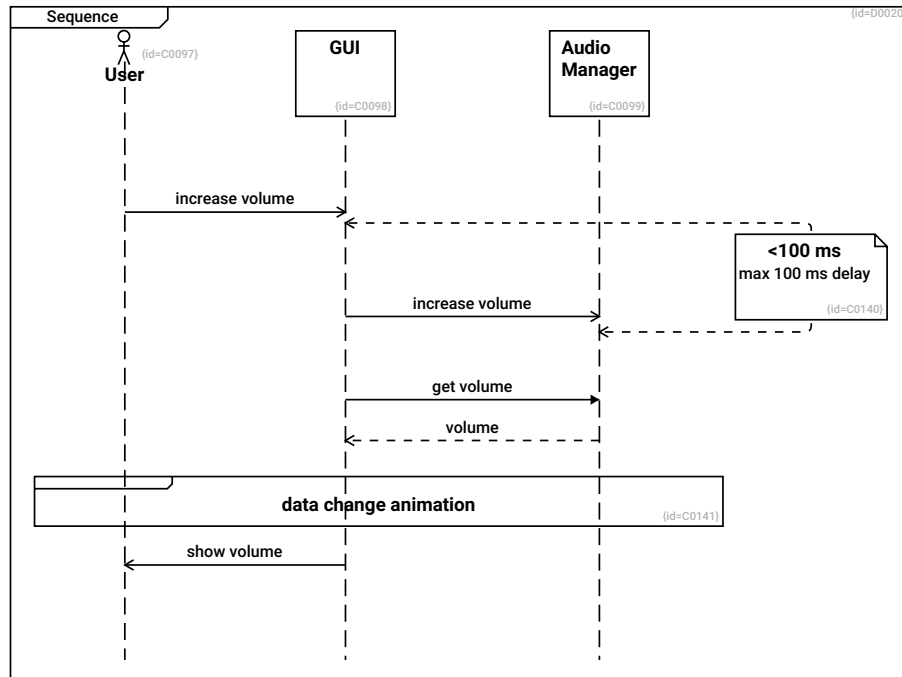 Sequence
{id=D0020
{id=C0097}
User
GUI
{id=C0098}
Audio
Manager
{id=C0099}
increase volume
<100 ms
max 100 ms delay
{id=C0140}
increase volume
get volume
volume
data change animation
{id=C0141}
show volume